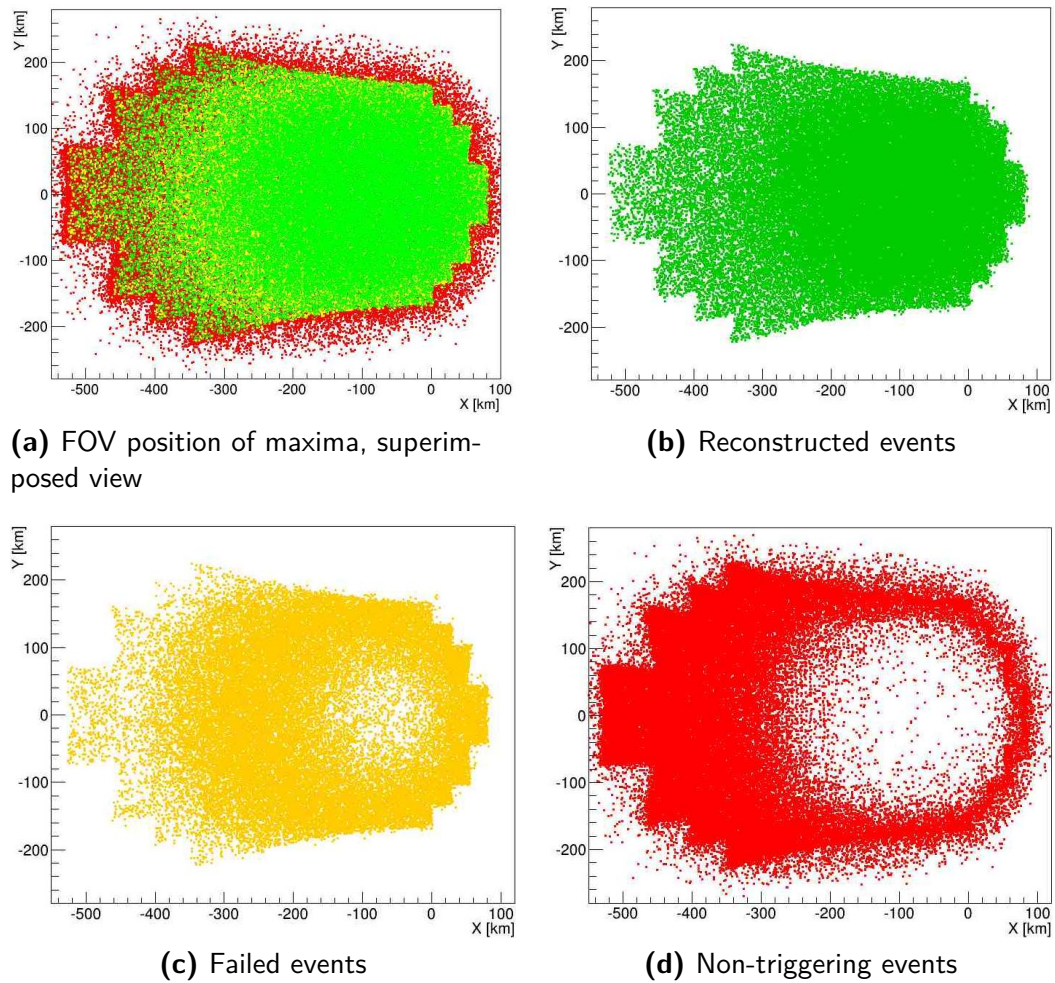 Y [km]
200
100
0
-100
-200
-500 -400 -300 -200 -100 0 100
X [km]
(a) FOV position of maxima, superim-
posed view
Y [km]
200
100
0
-100
-200
-500 -400 -300 -200 -100 0 100
X [km]
(b) Reconstructed events
Y [km]
200
100
0
-100
-200
-500 -400 -300 -200 -100 0 100
X [km]
(c) Failed events
Y [km]
200
100
0
-100
-200
-500 -400 -300 -200 -100 0 100
X [km]
(d) Non-triggering events